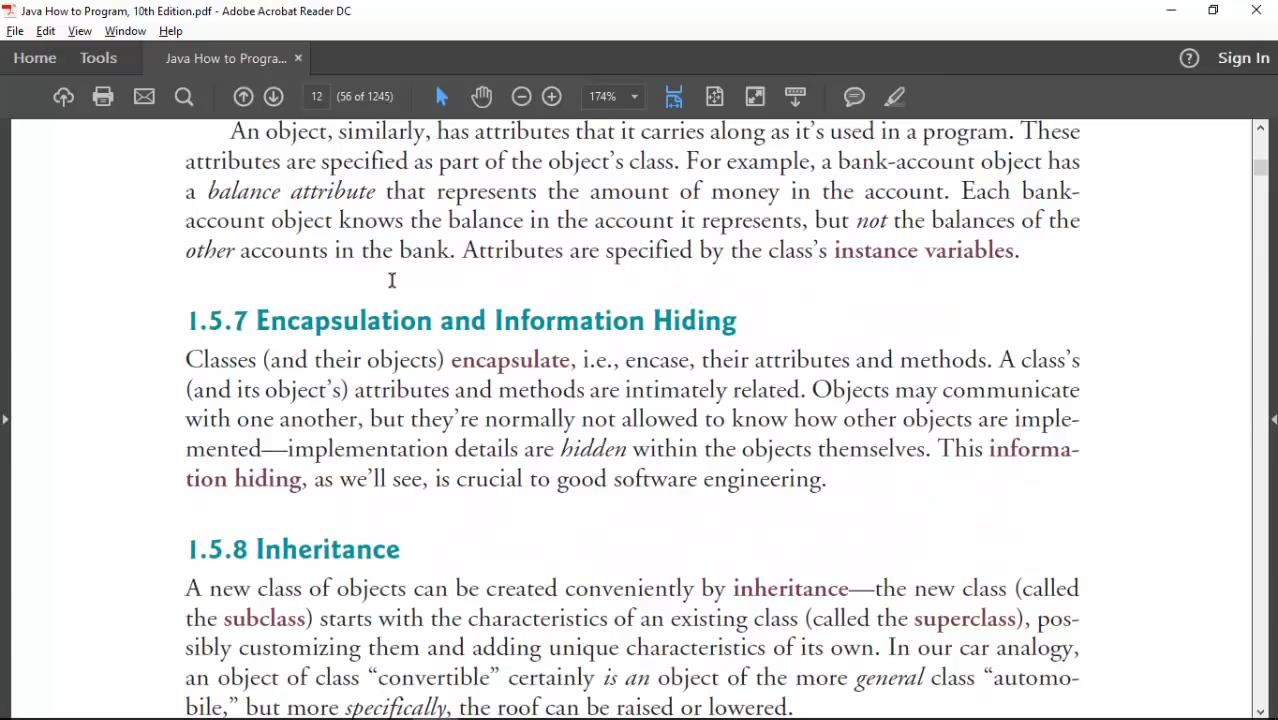 Java How to Program, 10th Edition.pdf - Adobe Acrobat Reader DC
File Edit View Window Help
Home Tools Java How to Progra... × ? Sign In
12 (56 of 1245) 174%
An object, similarly, has attributes that it carries along as it's used in a program. These
attributes are specified as part of the object's class. For example, a bank-account object has
a balance attribute that represents the amount of money in the account. Each bank-
account object knows the balance in the account it represents, but not the balances of the
other accounts in the bank. Attributes are specified by the class's instance variables.
1.5.7 Encapsulation and Information Hiding
Classes (and their objects) encapsulate, i.e., encase, their attributes and methods. A class's
(and its object's) attributes and methods are intimately related. Objects may communicate
with one another, but they're normally not allowed to know how other objects are imple-
mented—implementation details are hidden within the objects themselves. This informa-
tion hiding, as we'll see, is crucial to good software engineering.
1.5.8 Inheritance
A new class of objects can be created conveniently by inheritance—the new class (called
the subclass) starts with the characteristics of an existing class (called the superclass), pos-
sibly customizing them and adding unique characteristics of its own. In our car analogy,
an object of class “convertible” certainly is an object of the more general class “automo-
bile,” but more specifically, the roof can be raised or lowered.